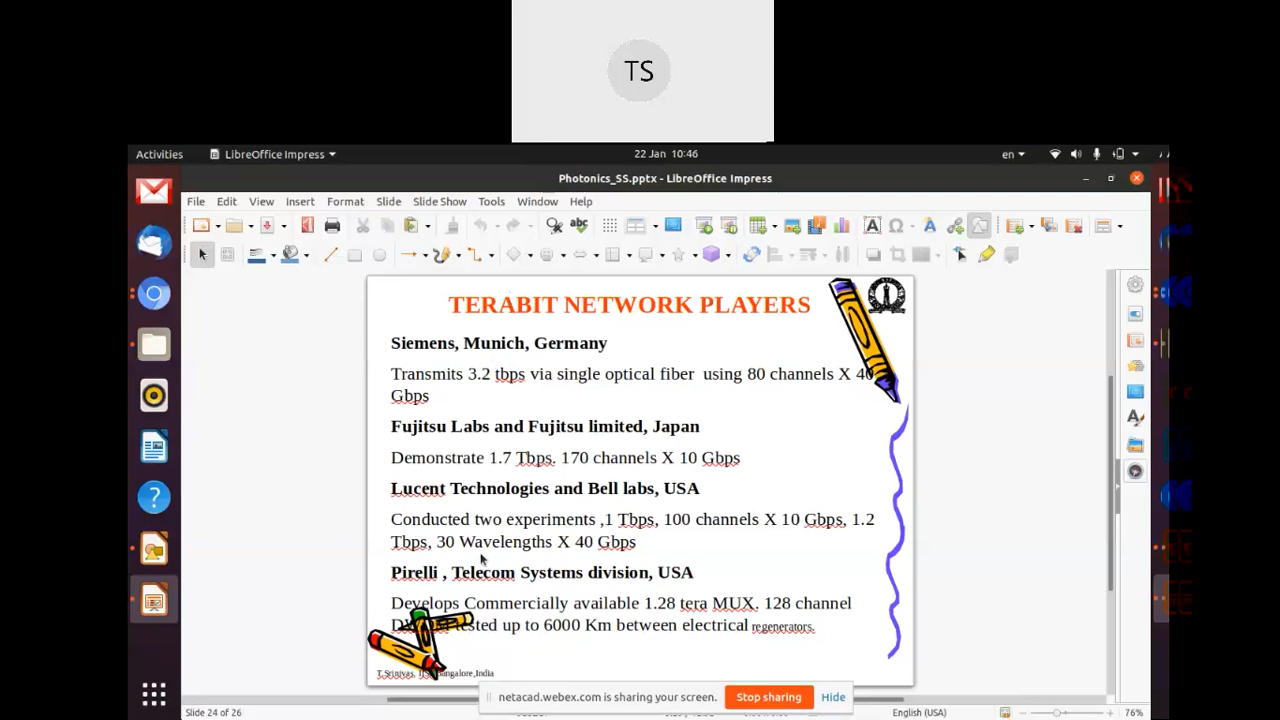 TS
Activities
LibreOffice Impress
22 Jan 10:46
en
Photonics_SS.pptx - LibreOffice Impress
File Edit View Insert Format Slide Slide Show Tools Window Help
TERABIT NETWORK PLAYERS
Siemens, Munich, Germany
Transmits 3.2 tbps via single optical fiber using 80 channels X 40
Gbps
Fujitsu Labs and Fujitsu limited, Japan
Demonstrate 1.7 Tbps. 170 channels X 10 Gbps
Lucent Technologies and Bell labs, USA
Conducted two experiments ,1 Tbps, 100 channels X 10 Gbps, 1.2
Tbps, 30 Wavelengths X 40 Gbps
Pirelli , Telecom Systems division, USA
Develops Commercially available 1.28 tera MUX. 128 channel
tested up to 6000 Km between electrical regenerators.
T.Srinivas, Bangalore,India
netacad.webex.com is sharing your screen. Stop sharing Hide
Slide 24 of 26
English (USA)
76%